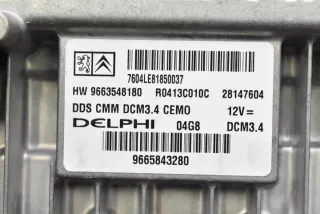 7604LE81850037
HW 9663548180 R0413C010C 28147604
DDS CMM DCM3.4 CEMO 12V=
DELPHI 04G8 DCM3.4
9665843280